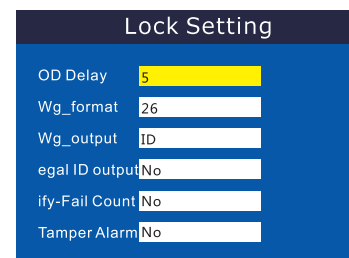 Lock Setting
OD Delay 5
Wg_format 26
Wg_output ID
egal ID output No
ify-Fail Count No
Tamper Alarm No